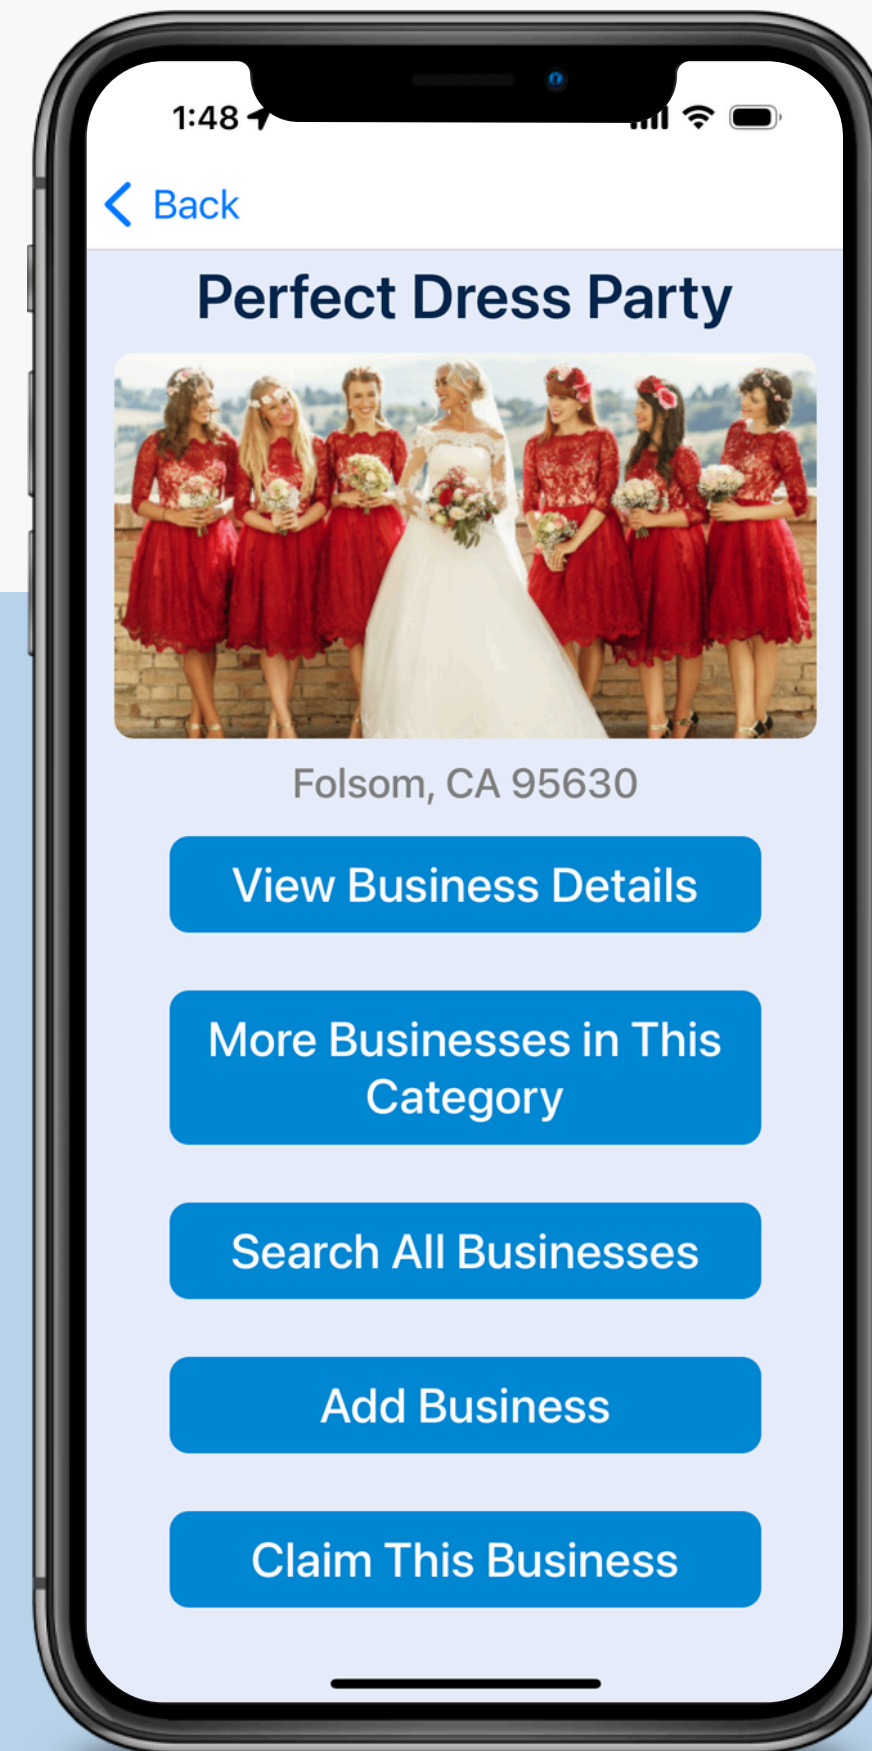 1:48
Back
Perfect Dress Party
Folsom, CA 95630
View Business Details
More Businesses in This
Category
Search All Businesses
Add Business
Claim This Business